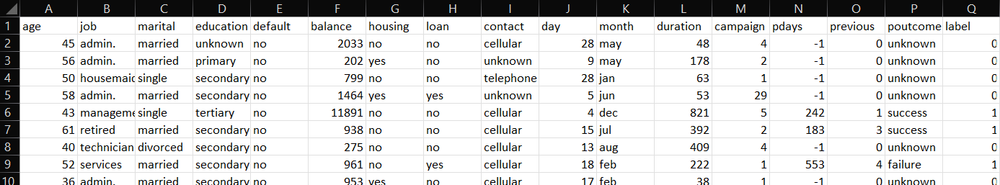 A B C D E F G H I J K L M N O P Q
1 age job marital education default balance housing loan contact day month duration campaign pdays previous poutcome label
2 45 admin. married unknown no 2033 no no cellular 28 may 48 4 -1 0 unknown 0
3 56 admin. married primary no 202 yes no unknown 9 may 178 2 -1 0 unknown 0
4 50 housemaid single secondary no 799 no no telephone 28 jan 63 1 -1 0 unknown 0
5 58 admin. married secondary no 1464 yes yes unknown 5 jun 53 29 -1 0 unknown 0
6 43 manageme single tertiary no 11891 no no cellular 4 dec 821 5 242 1 success 1
7 61 retired married secondary no 938 no no cellular 15 jul 392 2 183 3 success 1
8 40 technician divorced secondary no 275 no no cellular 13 aug 409 4 -1 0 unknown 0
9 52 services married secondary no 961 no yes cellular 18 feb 222 1 553 4 failure 1
10 36 admin. married secondary no 953 yes no cellular 17 feb 38 1 -1 0 unknown 0